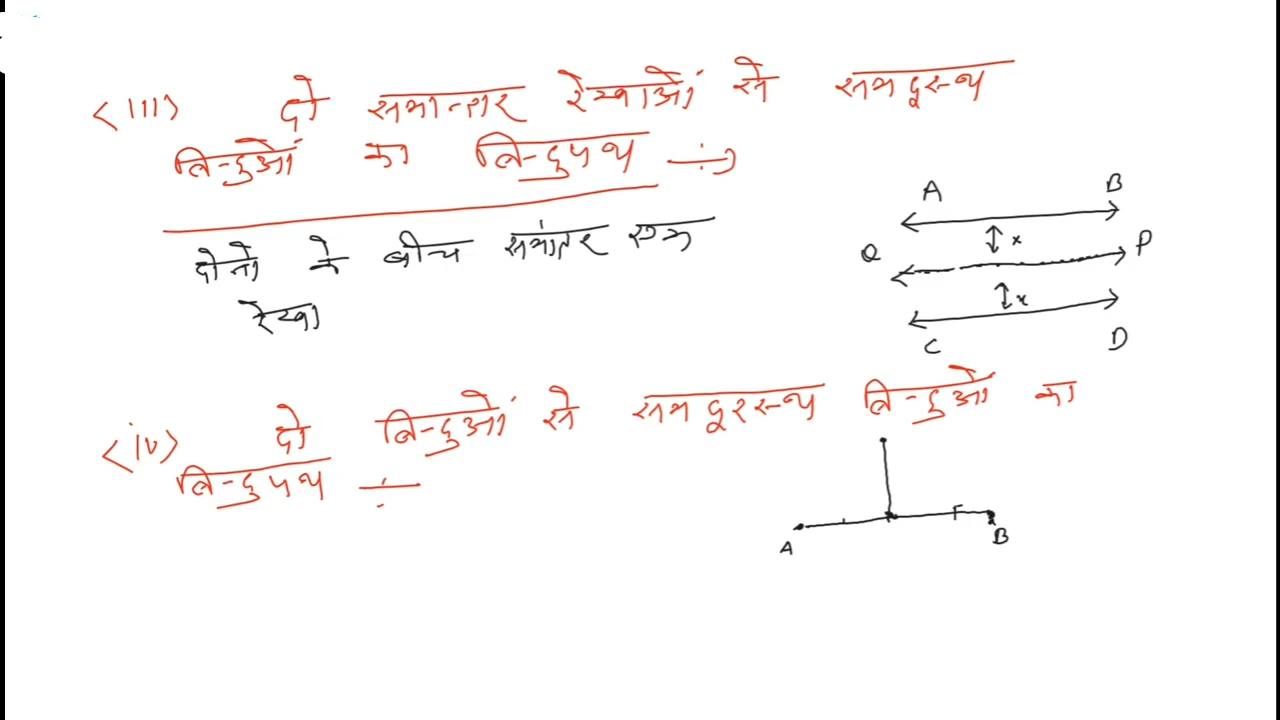 (iii) दो समान्तर रेखाओं से समदूरस्थ
बिन्दुओं का बिन्दुपथ ÷
दोनो के बीच समांतर एक
रेखा
A B
x
Q P
x
C D
(iv) दो बिन्दुओं से समदूरस्थ बिन्दुओं का
बिन्दुपथ ÷
A B